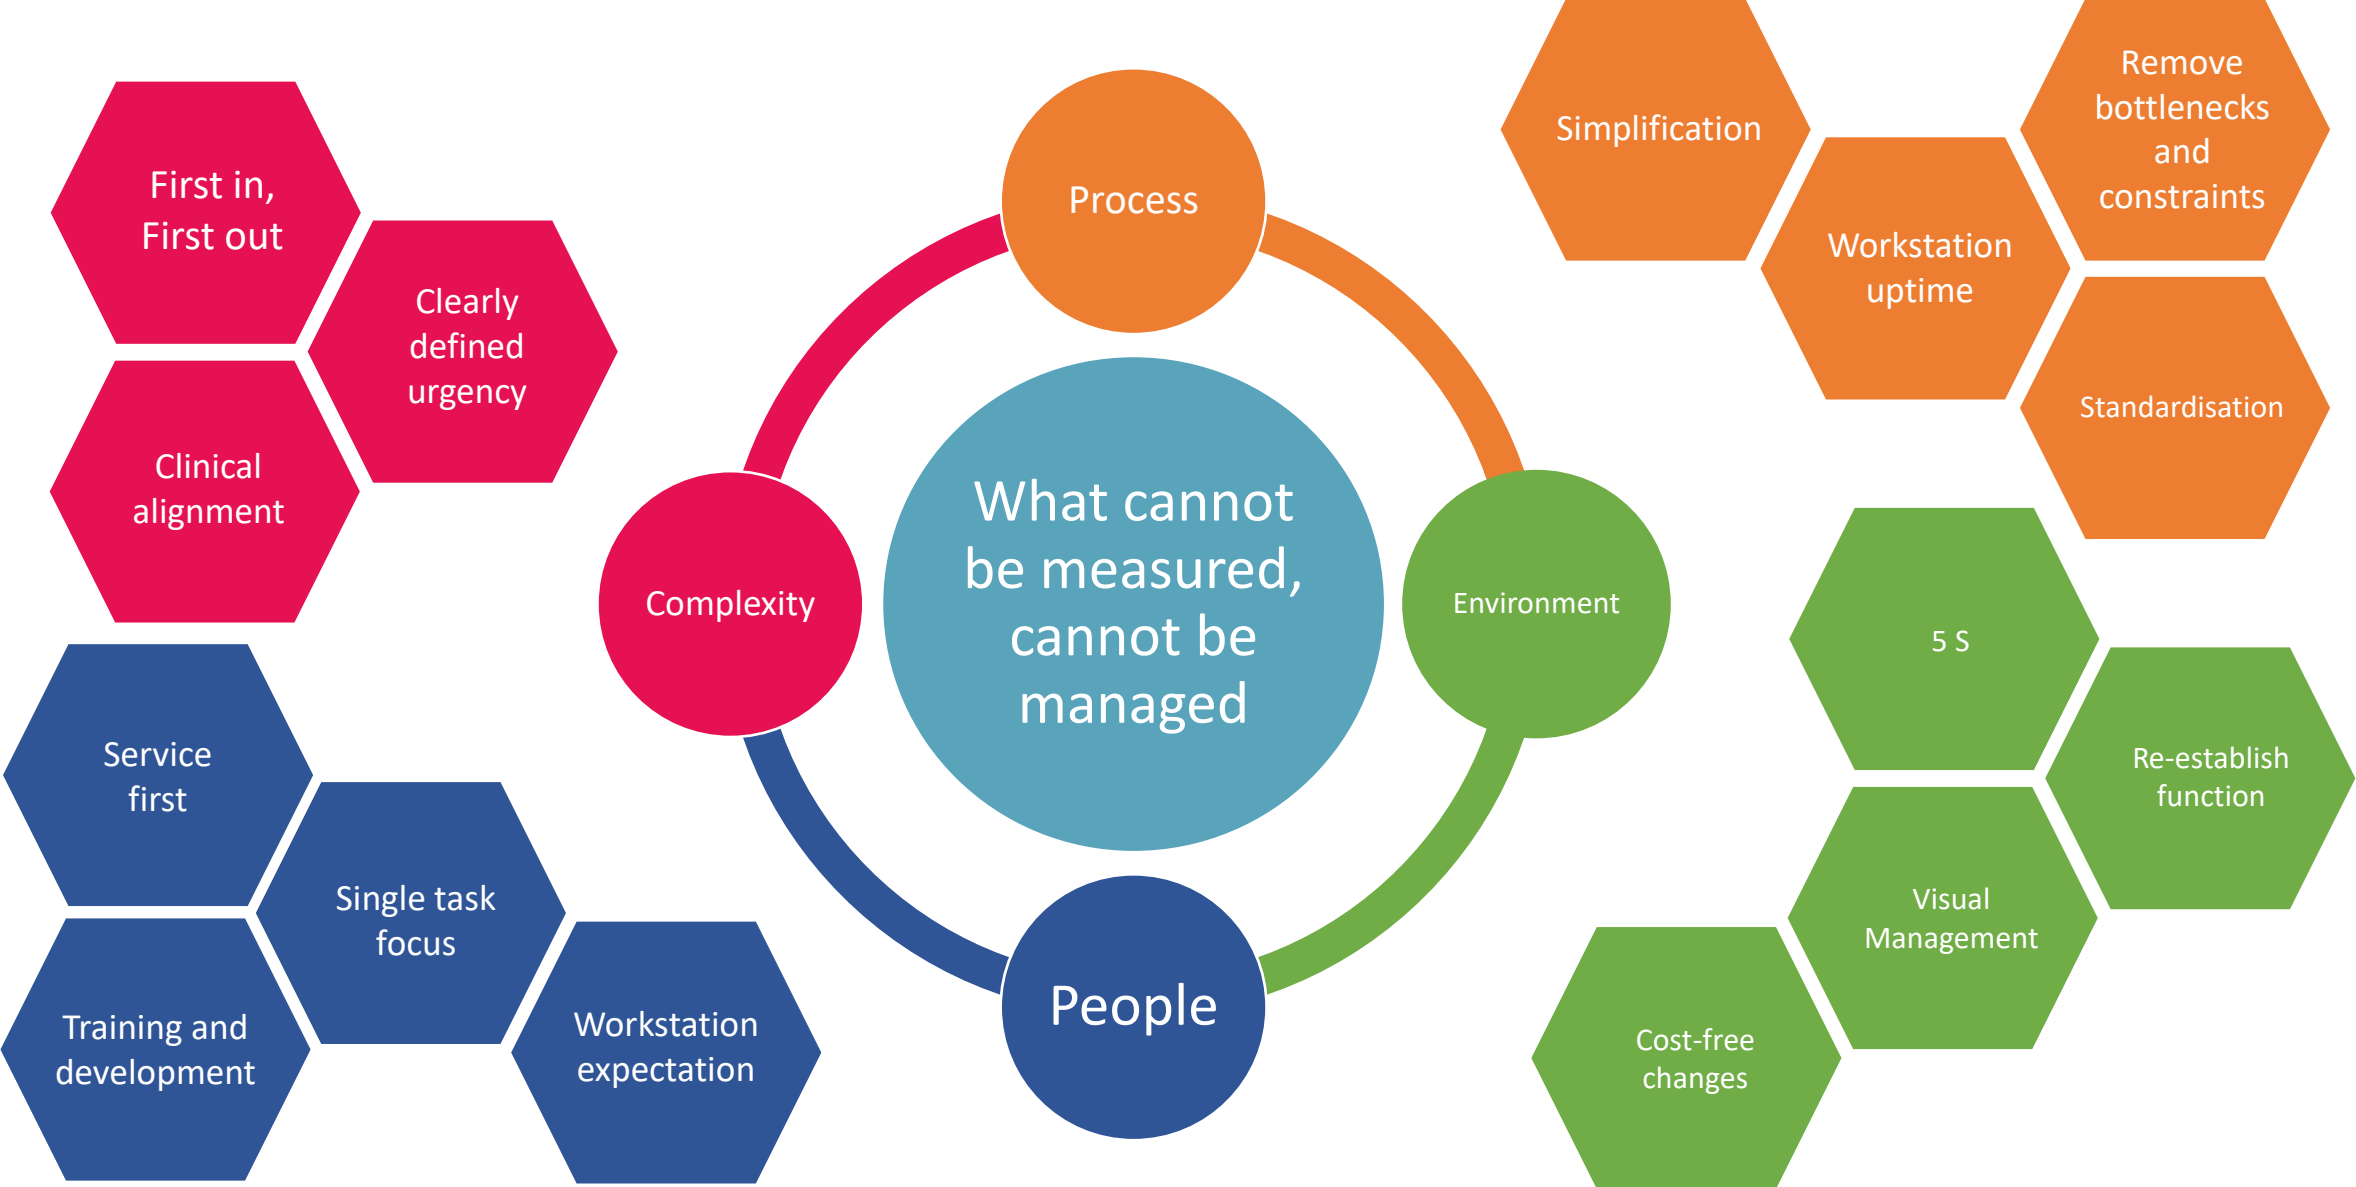 First in,
First out
Clearly
defined
urgency
Clinical
alignment
Service
first
Single task
focus
Training and
development
Workstation
expectation
Process
Complexity
What cannot
be measured,
cannot be
managed
Environment
People
Simplification
Remove
bottlenecks
and
constraints
Workstation
uptime
Standardisation
5 S
Re-establish
function
Visual
Management
Cost-free
changes